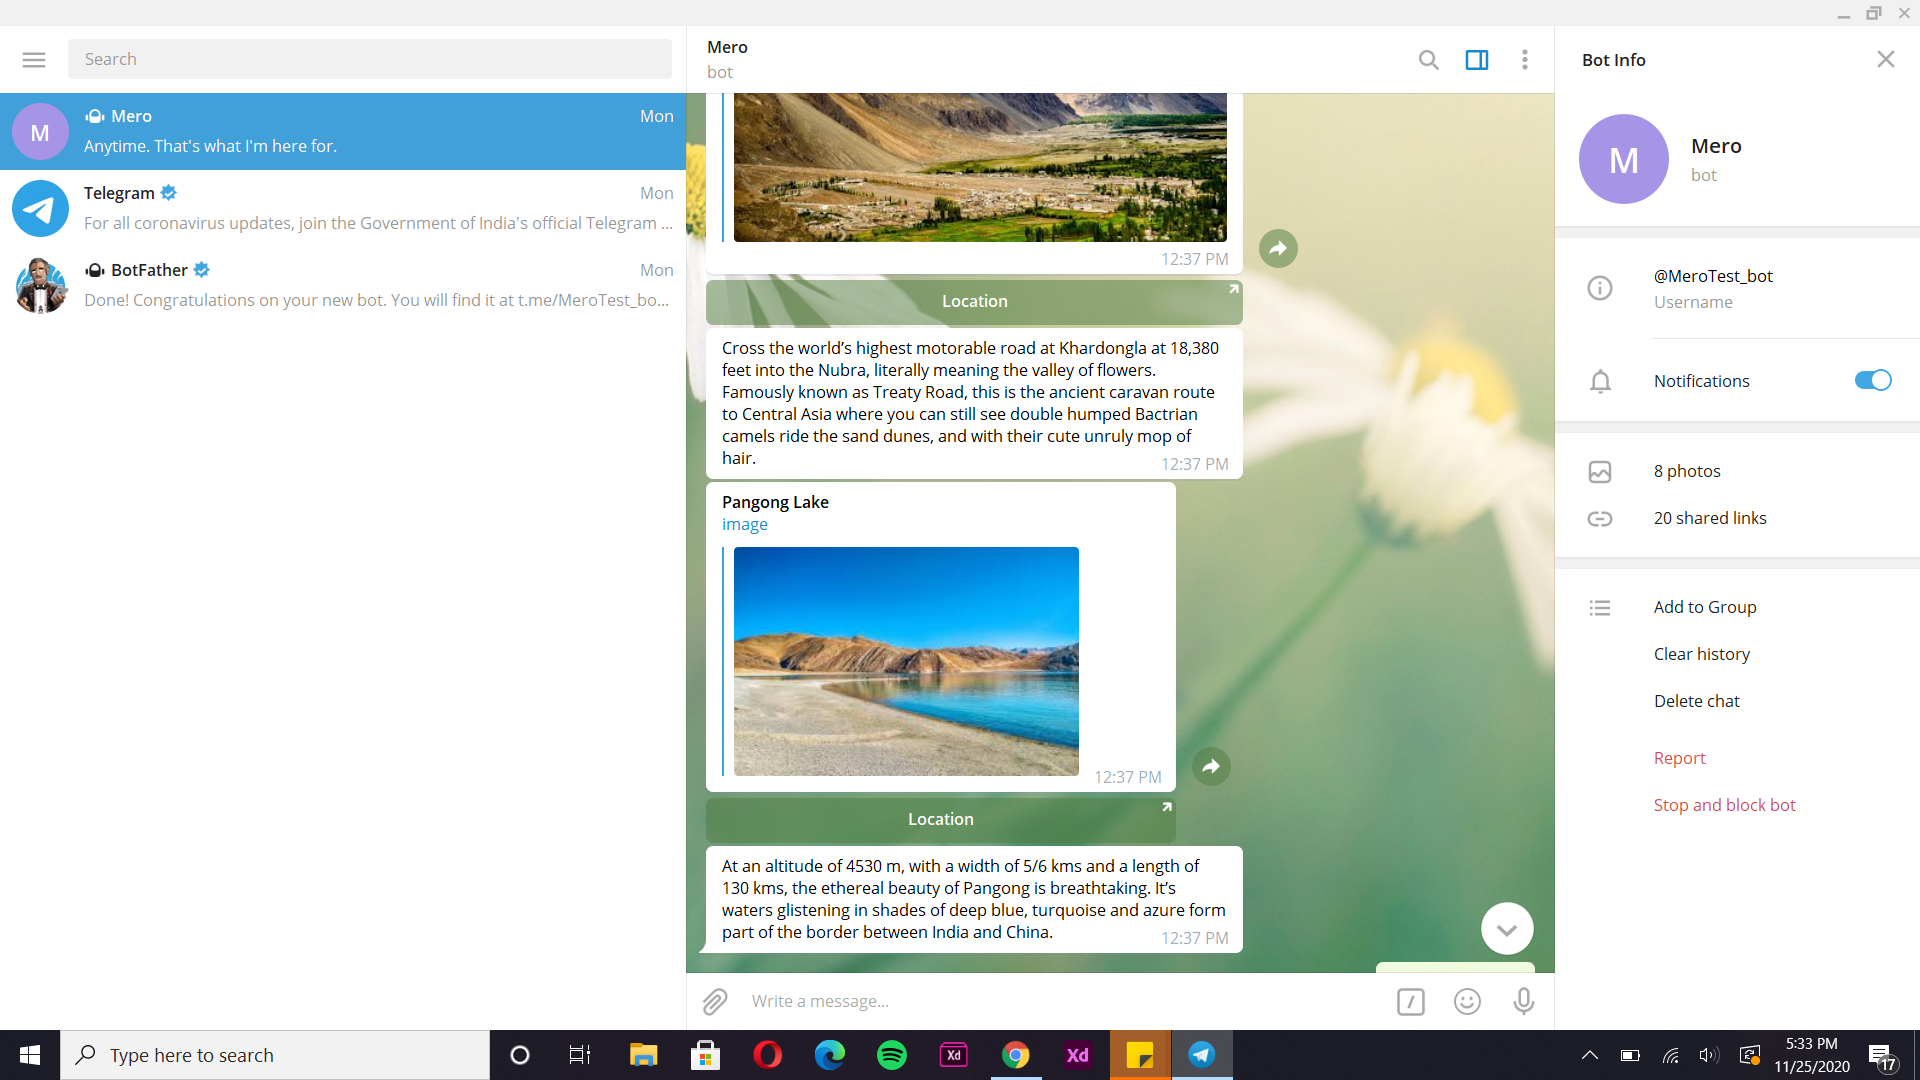 Search
M
Mero
Mon
Anytime. That's what I'm here for.
Telegram
Mon
For all coronavirus updates, join the Government of India's official Telegram ...
BotFather
Mon
Done! Congratulations on your new bot. You will find it at t.me/MeroTest_bo...
Mero
bot
12:37 PM
Location
Cross the world’s highest motorable road at Khardongla at 18,380
feet into the Nubra, literally meaning the valley of flowers.
Famously known as Treaty Road, this is the ancient caravan route
to Central Asia where you can still see double humped Bactrian
camels ride the sand dunes, and with their cute unruly mop of
hair.
12:37 PM
Pangong Lake
image
12:37 PM
Location
At an altitude of 4530 m, with a width of 5/6 kms and a length of
130 kms, the ethereal beauty of Pangong is breathtaking. It’s
waters glistening in shades of deep blue, turquoise and azure form
part of the border between India and China.
12:37 PM
Write a message...
Bot Info
M
Mero
bot
@MeroTest_bot
Username
Notifications
8 photos
20 shared links
Add to Group
Clear history
Delete chat
Report
Stop and block bot
Type here to search
Xd
Xd
5:33 PM
11/25/2020
17